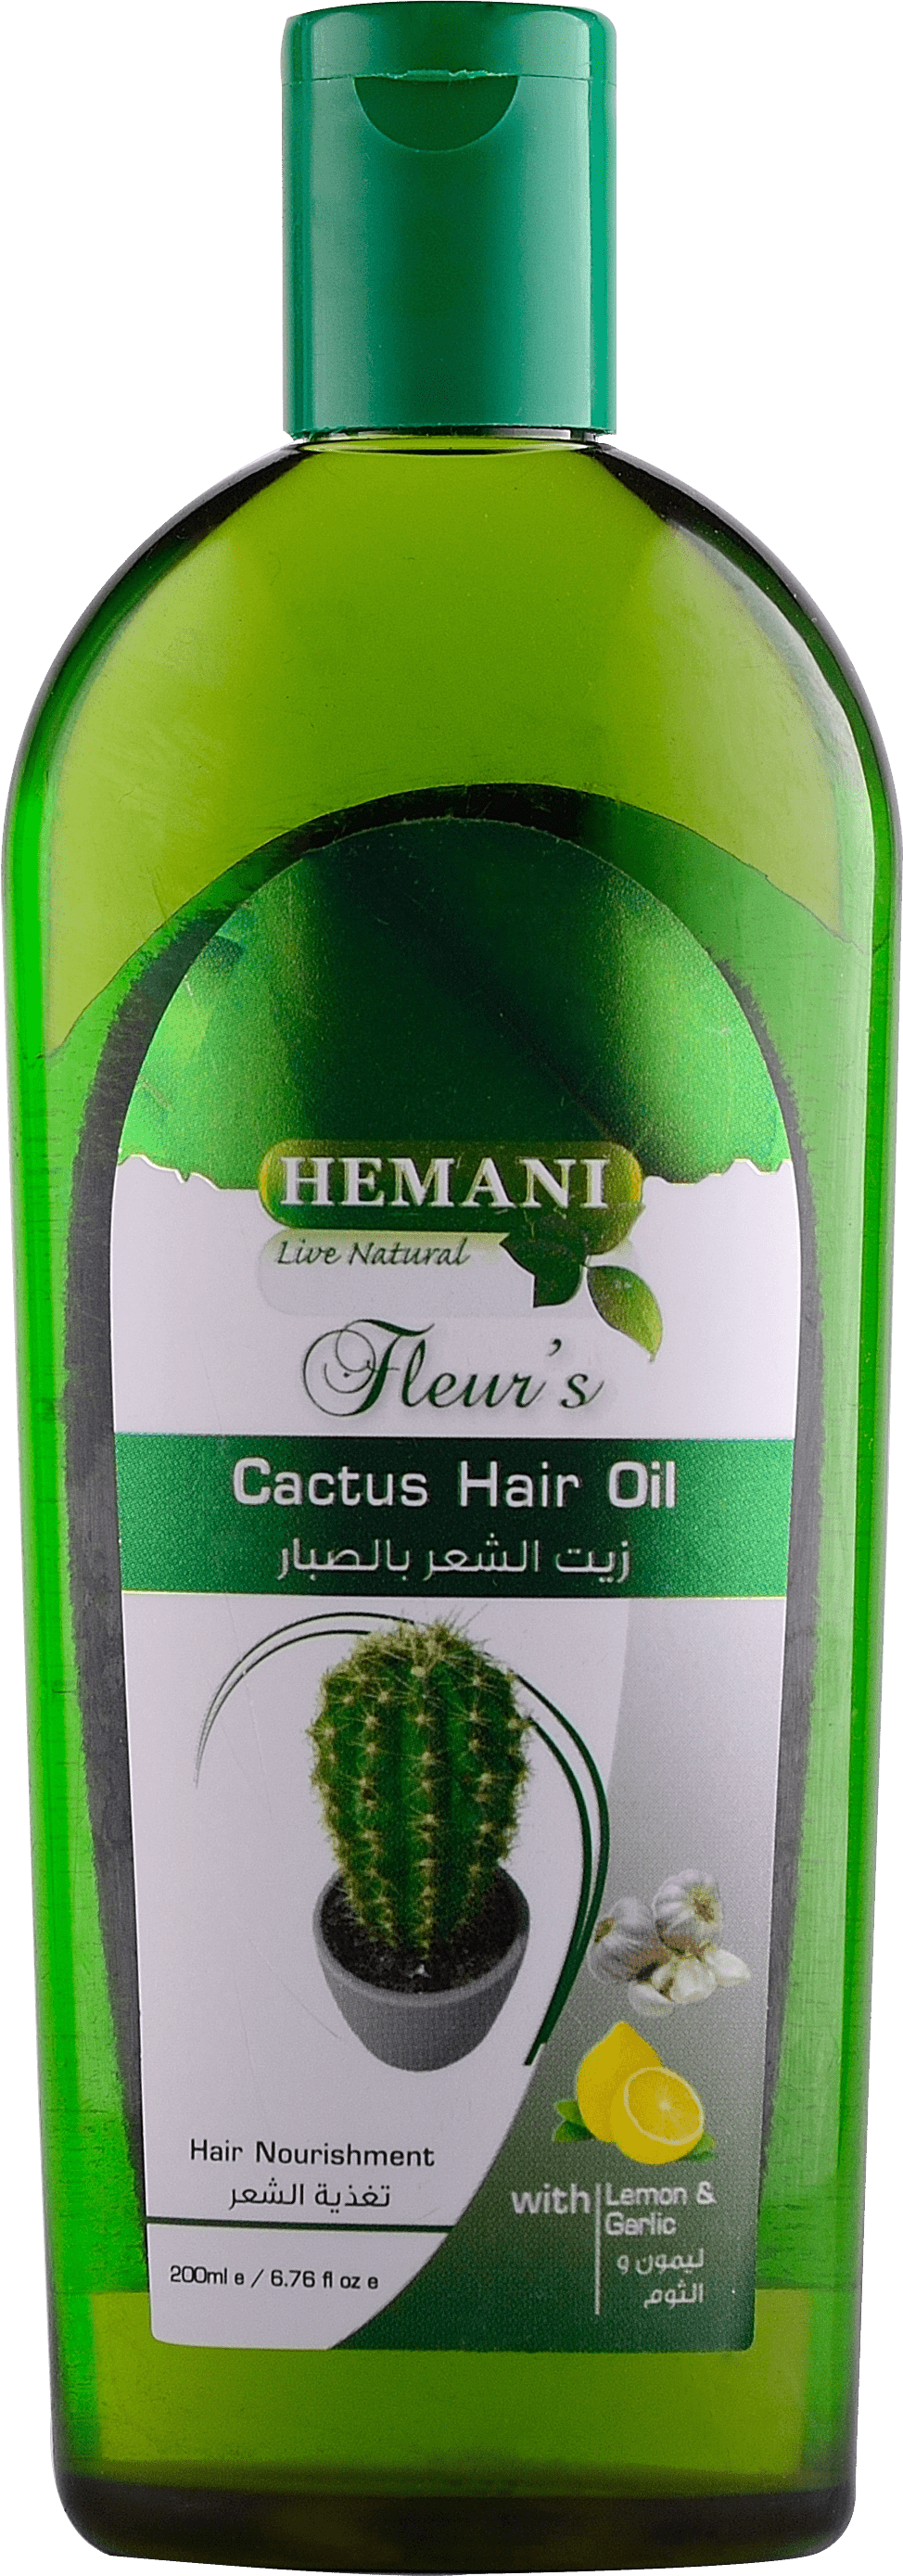 HEMANI
Live Natural
Fleur's
Cactus Hair Oil
زيت الشعر بالصبار
Hair Nourishment
تغذية الشعر
200ml e / 6.76 fl oz e
with
Lemon &
Garlic
ليمون و
الثوم